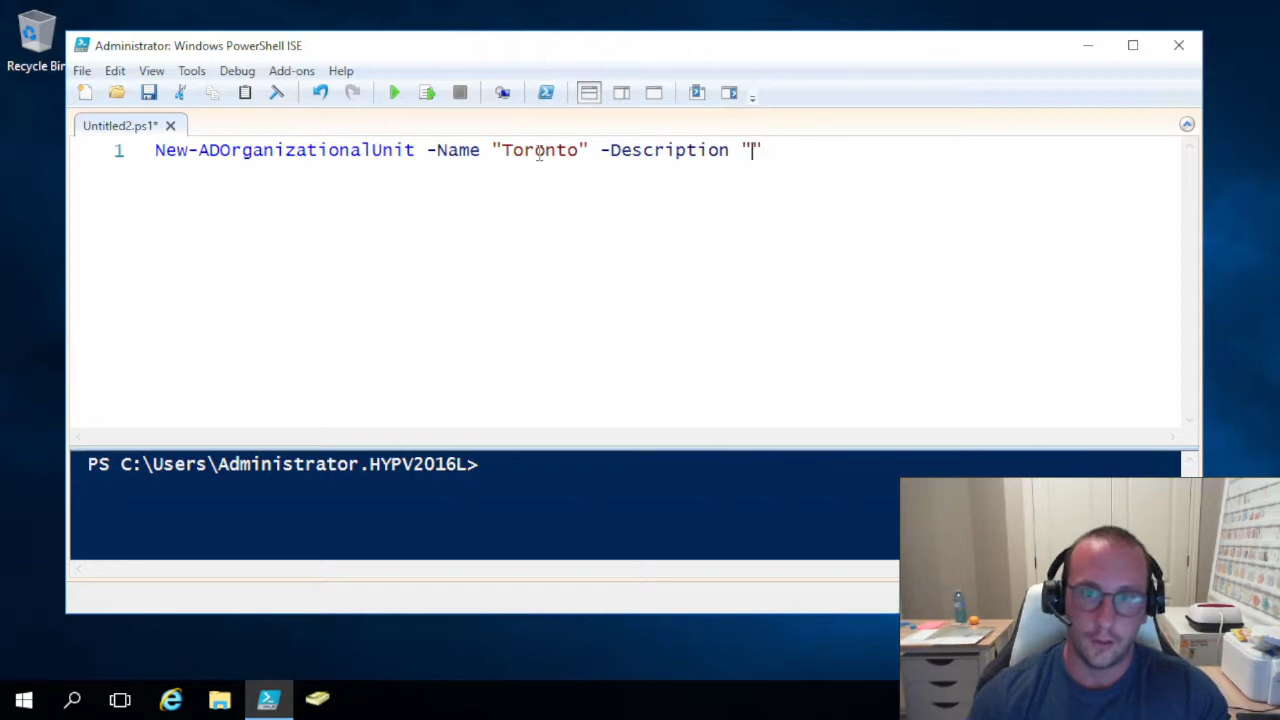 Recycle Bin
Administrator: Windows PowerShell ISE
File Edit View Tools Debug Add-ons Help
Untitled2.ps1*
1 New-ADOrganizationalUnit -Name "Toronto" -Description ""
PS C:\Users\Administrator.HYPV2016L>